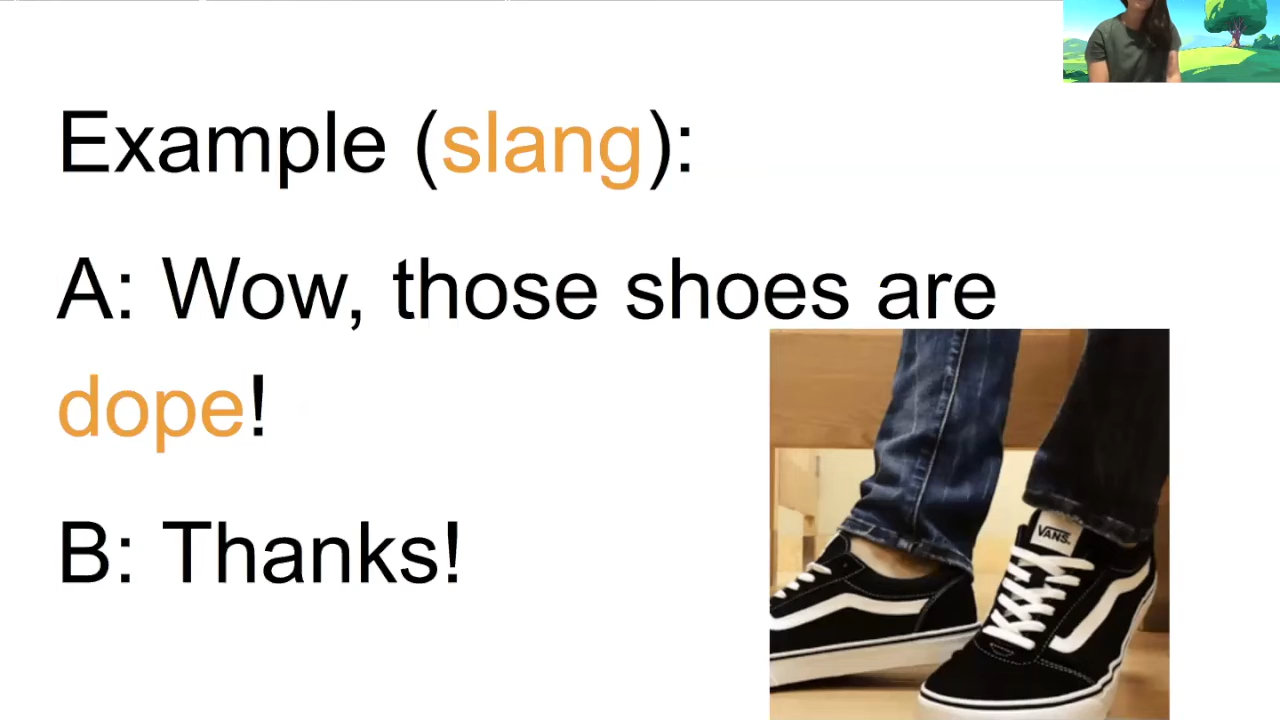 Example (slang):
A: Wow, those shoes are
dope!
B: Thanks!
VANS